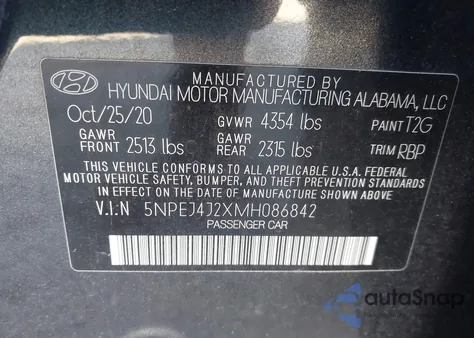 MANUFACTURED BY
HYUNDAI MOTOR MANUFACTURING ALABAMA, LLC
Oct/25/20 GVWR 4354 lbs PAINT T2G
GAWR FRONT 2513 lbs GAWR REAR 2315 lbs TRIM RBP
THIS VEHICLE CONFORMS TO ALL APPLICABLE U.S.A. FEDERAL
MOTOR VEHICLE SAFETY, BUMPER, AND THEFT PREVENTION STANDARDS
IN EFFECT ON THE DATE OF MANUFACTURE SHOWN ABOVE.
V.I.N 5NPEJ4J2XMH086842
PASSENGER CAR
autaSnap